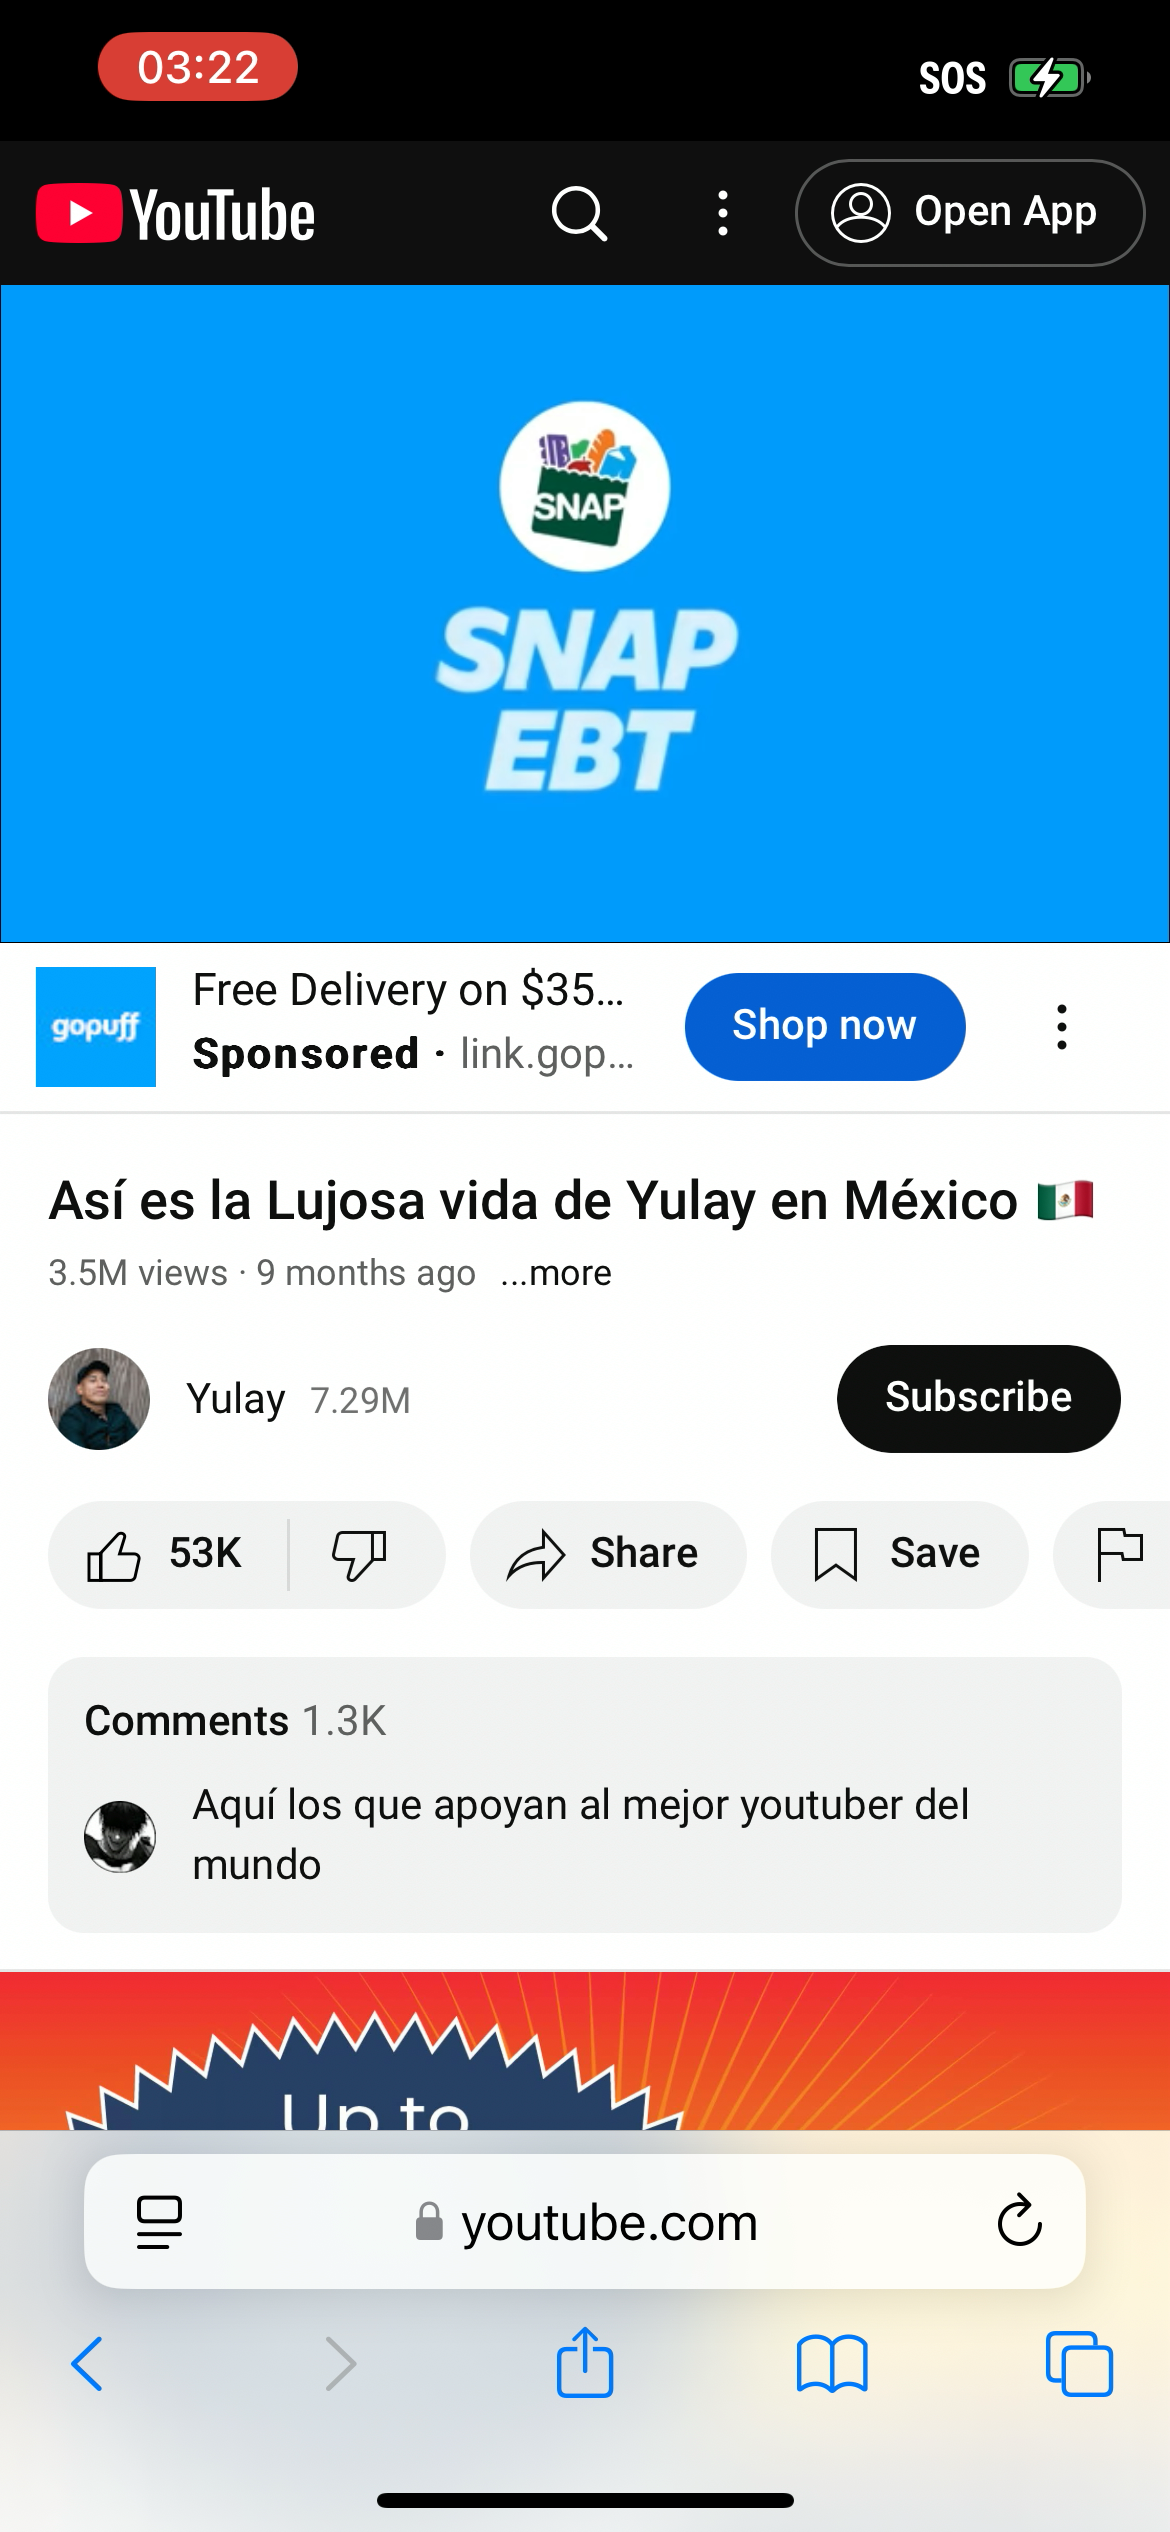 03:22
SOS
YouTube
Open App
SNAP
SNAP
EBT
gopuff
Free Delivery on $35...
Shop now
Sponsored · link.gop...
Así es la Lujosa vida de Yulay en México 🇲🇽
3.5M views · 9 months ago ...more
Yulay 7.29M
Subscribe
53K
Share
Save
Comments 1.3K
Aquí los que apoyan al mejor youtuber del
mundo
Up to
youtube.com